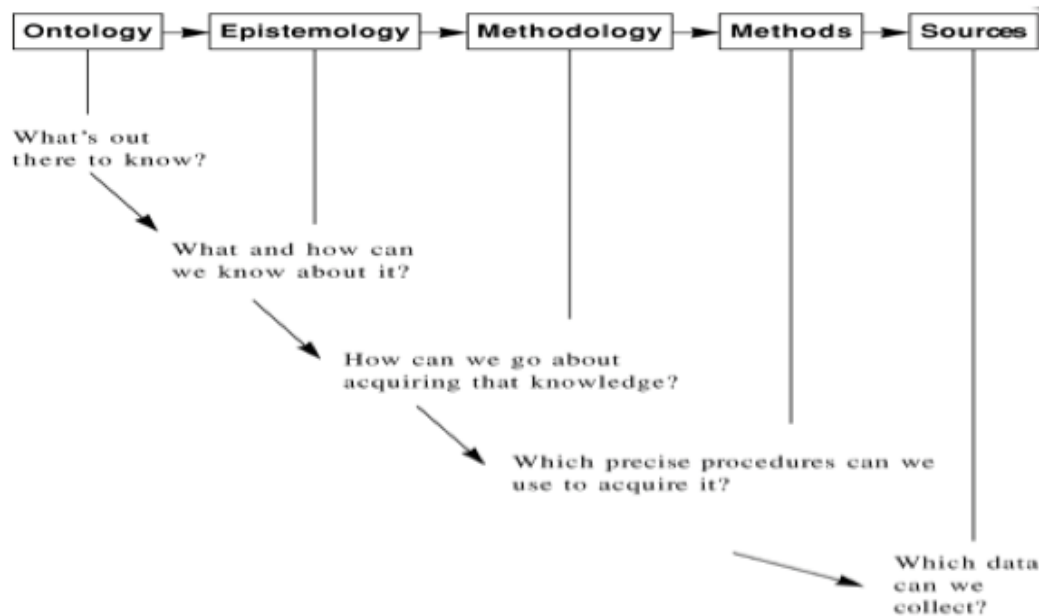 Ontology Epistemology Methodology Methods Sources
What's out
there to know?
What and how can
we know about it?
How can we go about
acquiring that knowledge?
Which precise procedures can we
use to acquire it?
Which data
can we
collect?